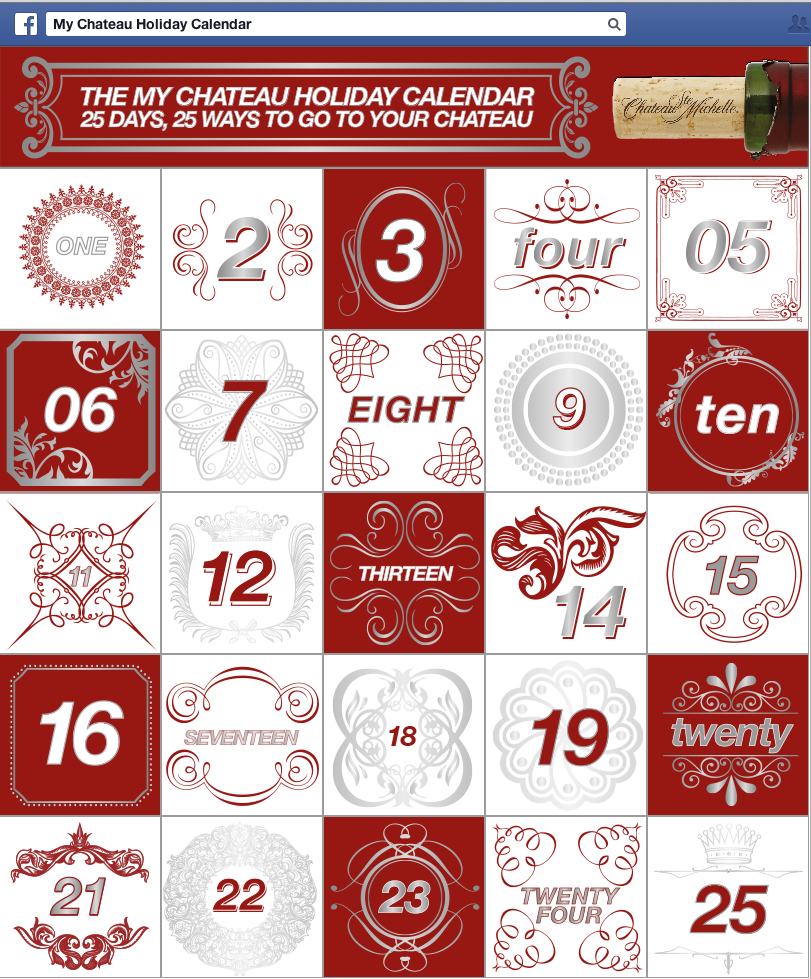 My Chateau Holiday Calendar
THE MY CHATEAU HOLIDAY CALENDAR
25 DAYS, 25 WAYS TO GO TO YOUR CHATEAU
Chateau Ste Michelle
ONE
2
3
four
05
06
7
EIGHT
9
ten
11
12
THIRTEEN
14
15
16
SEVENTEEN
18
19
twenty
21
22
23
TWENTY
FOUR
25